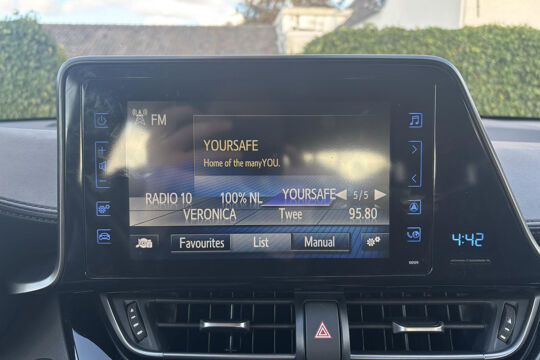 FM
YOURSAFE
Home of the manyYOU.
RADIO 10 100% NL YOURSAFE 5/5
VERONICA Twee 95.80
Favourites List Manual
4:42